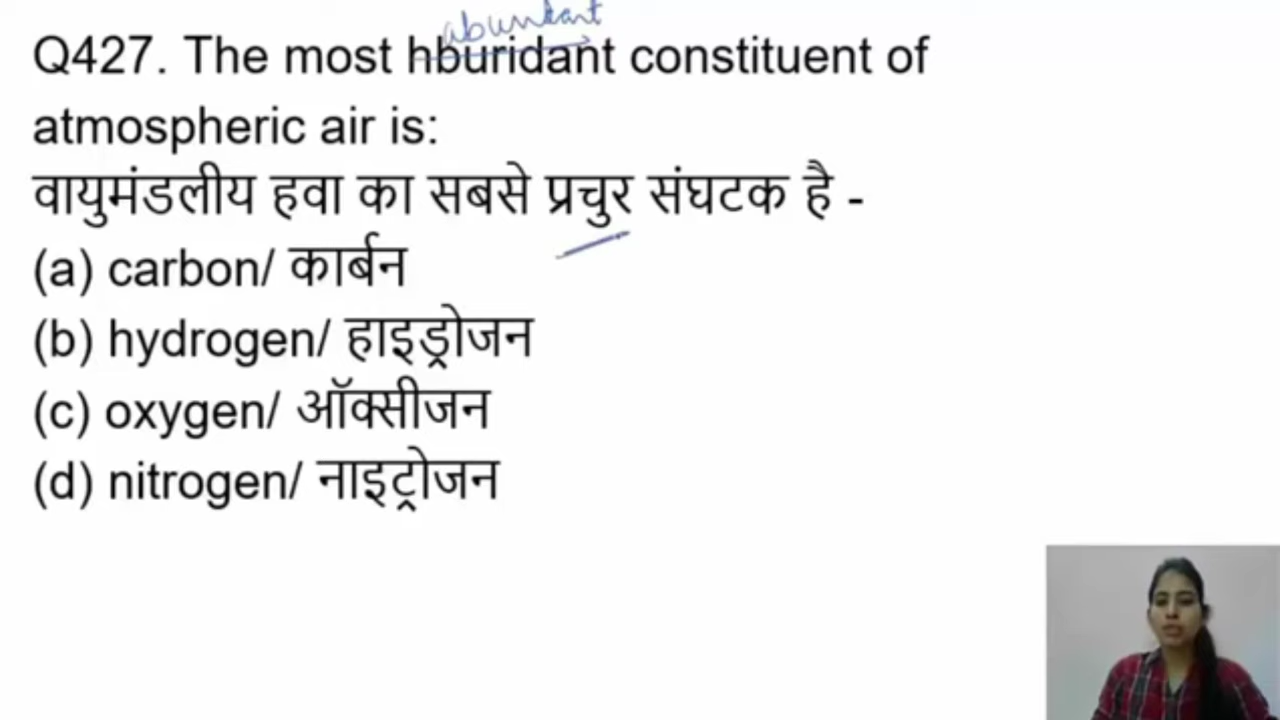 abundant
Q427. The most hburidant constituent of
atmospheric air is:
वायुमंडलीय हवा का सबसे प्रचुर संघटक है -
(a) carbon/ कार्बन
(b) hydrogen/ हाइड्रोजन
(c) oxygen/ ऑक्सीजन
(d) nitrogen/ नाइट्रोजन